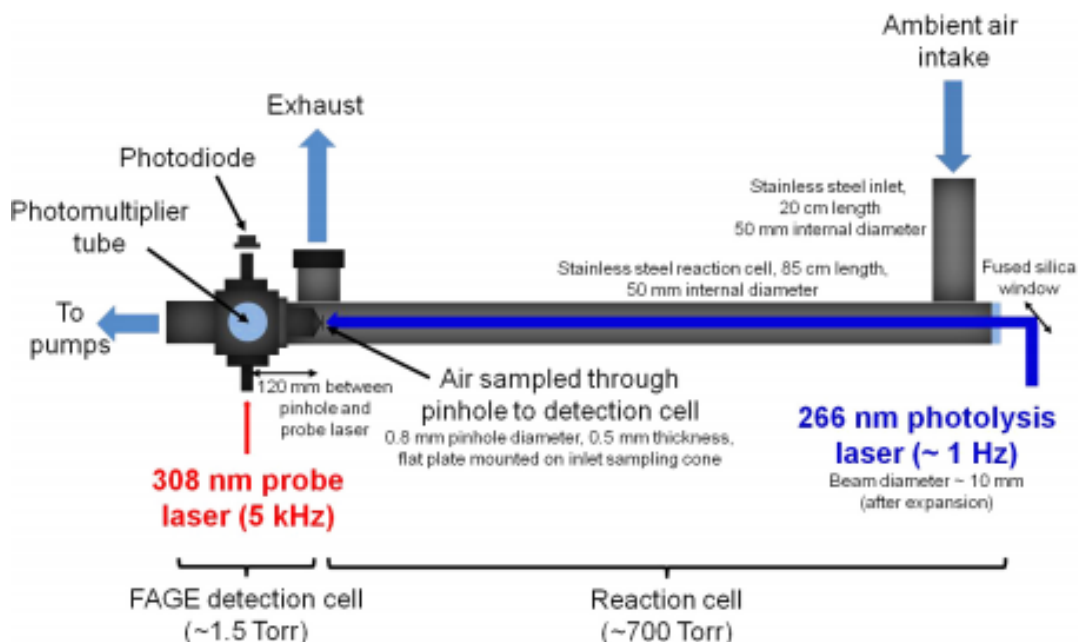 Ambient air
intake
Exhaust
Photodiode
Photomultiplier
tube
Stainless steel inlet,
20 cm length
50 mm internal diameter
Stainless steel reaction cell, 85 cm length,
50 mm internal diameter
Fused silica
window
To
pumps
120 mm between
pinhole and
probe laser
Air sampled through
pinhole to detection cell
0.8 mm pinhole diameter, 0.5 mm thickness,
flat plate mounted on inlet sampling cone
266 nm photolysis
laser (~ 1 Hz)
Beam diameter ~ 10 mm
(after expansion)
308 nm probe
laser (5 kHz)
FAGE detection cell
(~1.5 Torr)
Reaction cell
(~700 Torr)